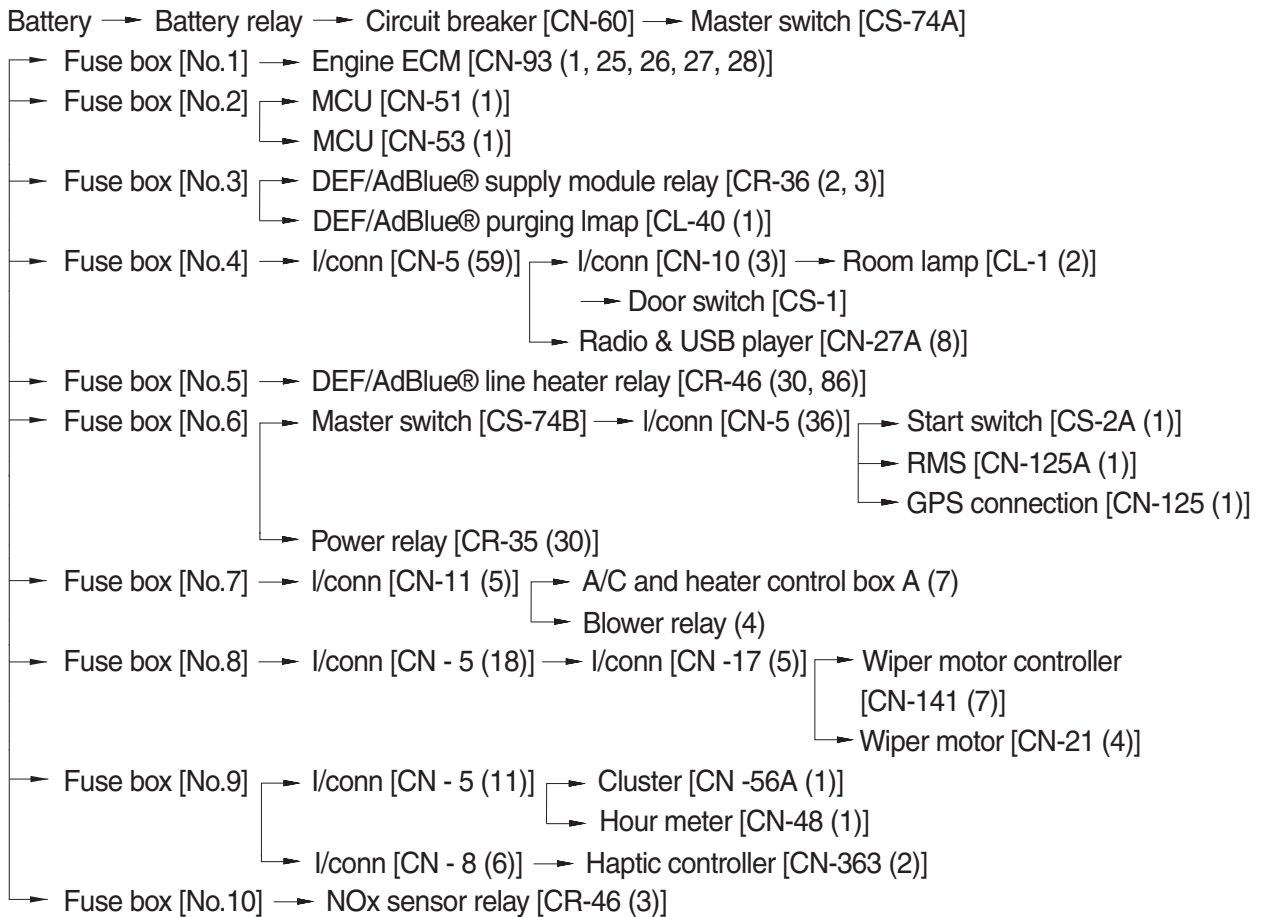 Battery → Battery relay → Circuit breaker [CN-60] → Master switch [CS-74A]
Fuse box [No.1] → Engine ECM [CN-93 (1, 25, 26, 27, 28)]
Fuse box [No.2] → MCU [CN-51 (1)]
→ MCU [CN-53 (1)]
Fuse box [No.3] → DEF/AdBlue® supply module relay [CR-36 (2, 3)]
→ DEF/AdBlue® purging lmap [CL-40 (1)]
Fuse box [No.4] → I/conn [CN-5 (59)] → I/conn [CN-10 (3)] → Room lamp [CL-1 (2)]
→ Door switch [CS-1]
→ Radio & USB player [CN-27A (8)]
Fuse box [No.5] → DEF/AdBlue® line heater relay [CR-46 (30, 86)]
Fuse box [No.6] → Master switch [CS-74B] → I/conn [CN-5 (36)] → Start switch [CS-2A (1)]
→ RMS [CN-125A (1)]
→ GPS connection [CN-125 (1)]
→ Power relay [CR-35 (30)]
Fuse box [No.7] → I/conn [CN-11 (5)] → A/C and heater control box A (7)
→ Blower relay (4)
Fuse box [No.8] → I/conn [CN - 5 (18)] → I/conn [CN -17 (5)] → Wiper motor controller
[CN-141 (7)]
→ Wiper motor [CN-21 (4)]
Fuse box [No.9] → I/conn [CN - 5 (11)] → Cluster [CN -56A (1)]
→ Hour meter [CN-48 (1)]
→ I/conn [CN - 8 (6)] → Haptic controller [CN-363 (2)]
Fuse box [No.10] → NOx sensor relay [CR-46 (3)]